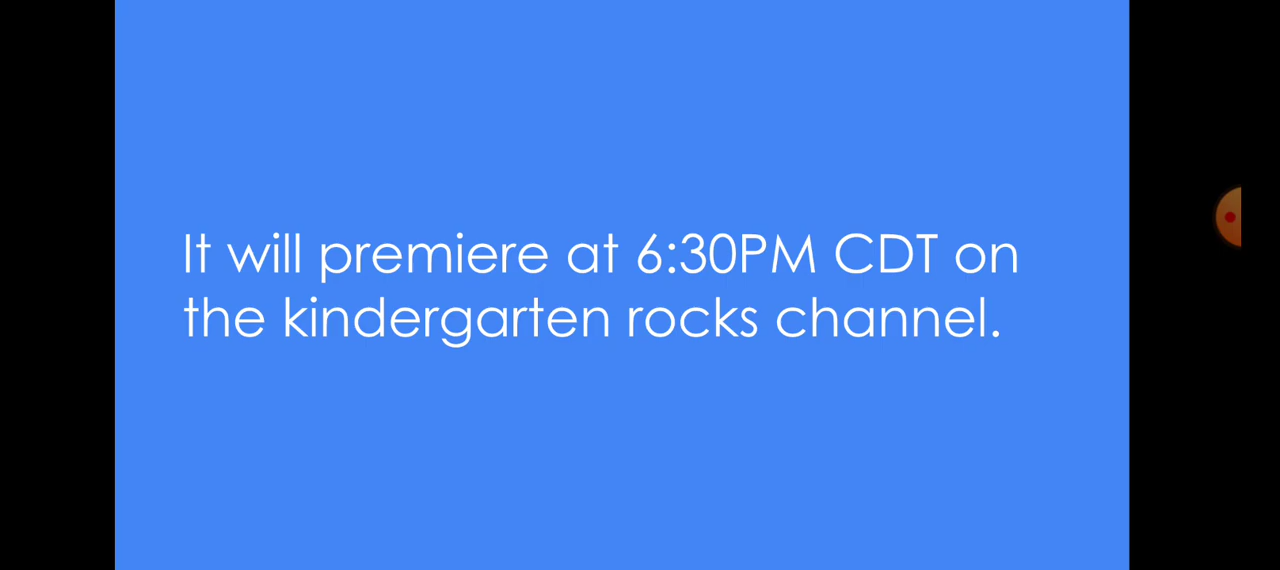 It will premiere at 6:30PM CDT on
the kindergarten rocks channel.